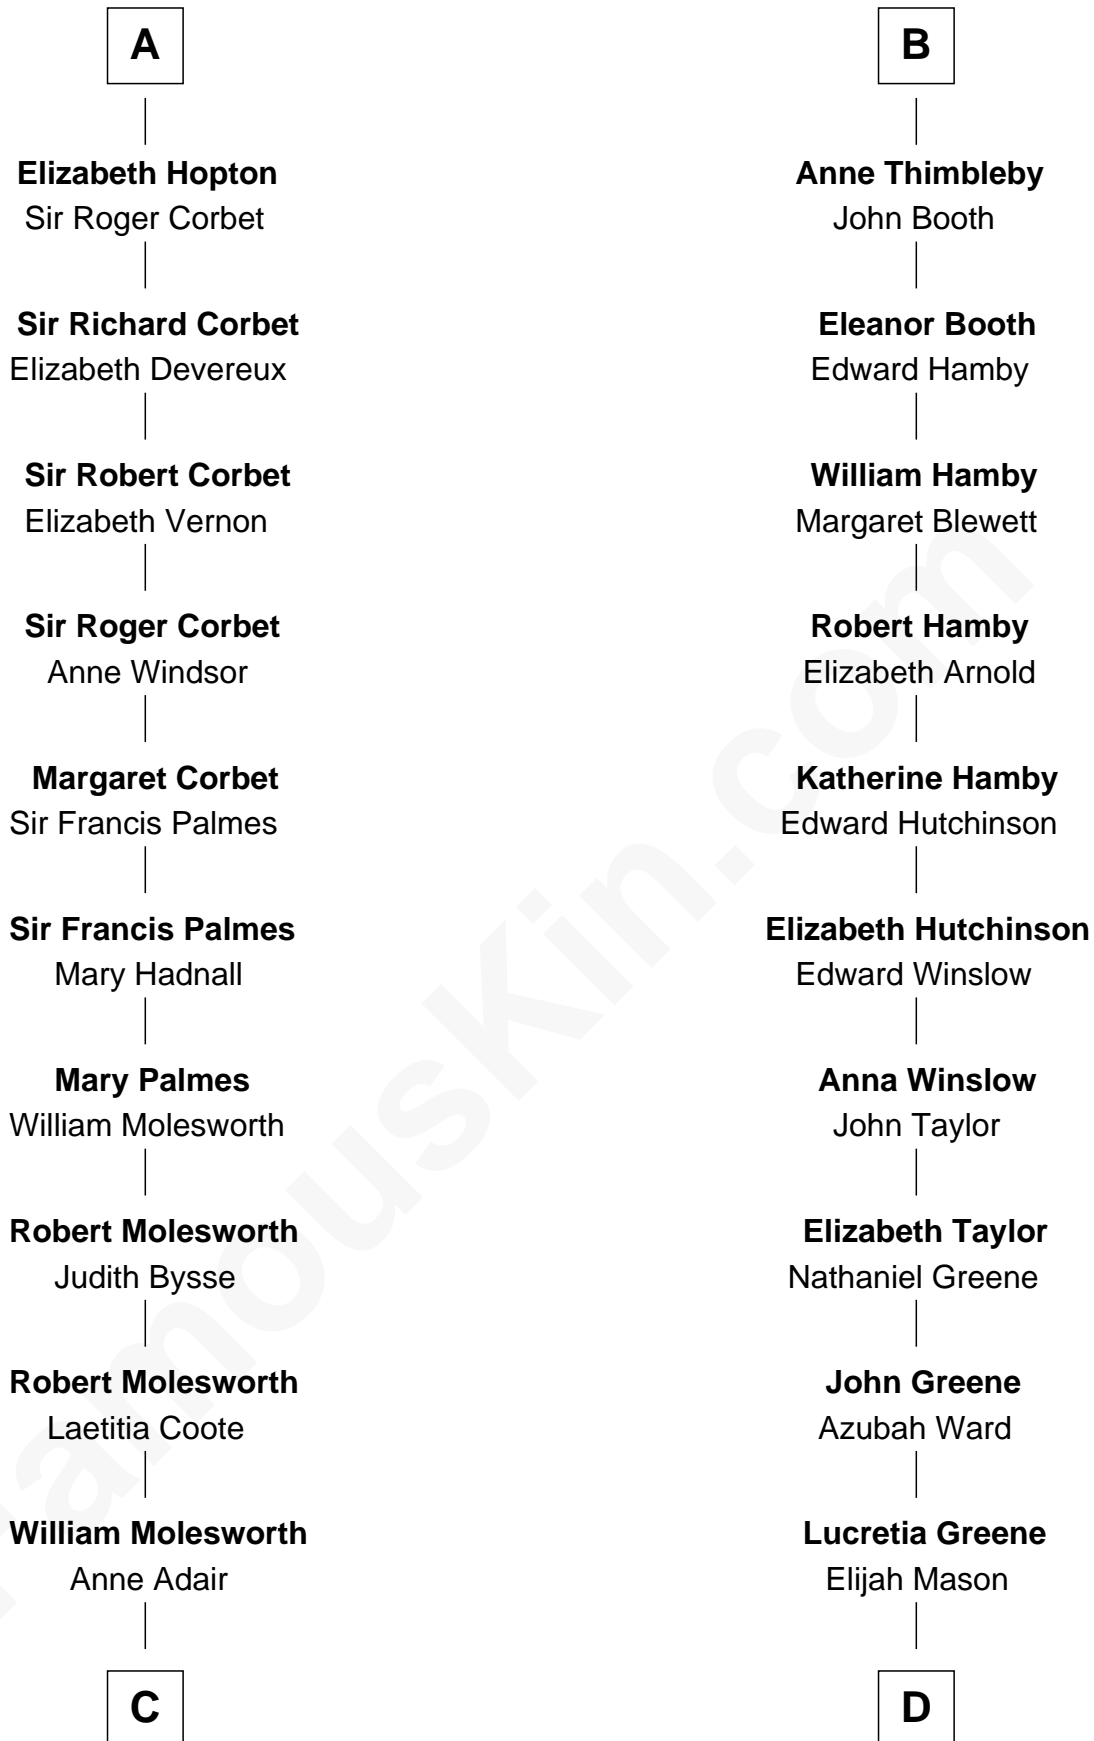 A
Elizabeth Hopton
Sir Roger Corbet
Sir Richard Corbet
Elizabeth Devereux
Sir Robert Corbet
Elizabeth Vernon
Sir Roger Corbet
Anne Windsor
Margaret Corbet
Sir Francis Palmes
Sir Francis Palmes
Mary Hadnall
Mary Palmes
William Molesworth
Robert Molesworth
Judith Bysse
Robert Molesworth
Laetitia Coote
William Molesworth
Anne Adair
C
B
Anne Thimbleby
John Booth
Eleanor Booth
Edward Hamby
William Hamby
Margaret Blewett
Robert Hamby
Elizabeth Arnold
Katherine Hamby
Edward Hutchinson
Elizabeth Hutchinson
Edward Winslow
Anna Winslow
John Taylor
Elizabeth Taylor
Nathaniel Greene
John Greene
Azubah Ward
Lucretia Greene
Elijah Mason
D
FamousKin.com